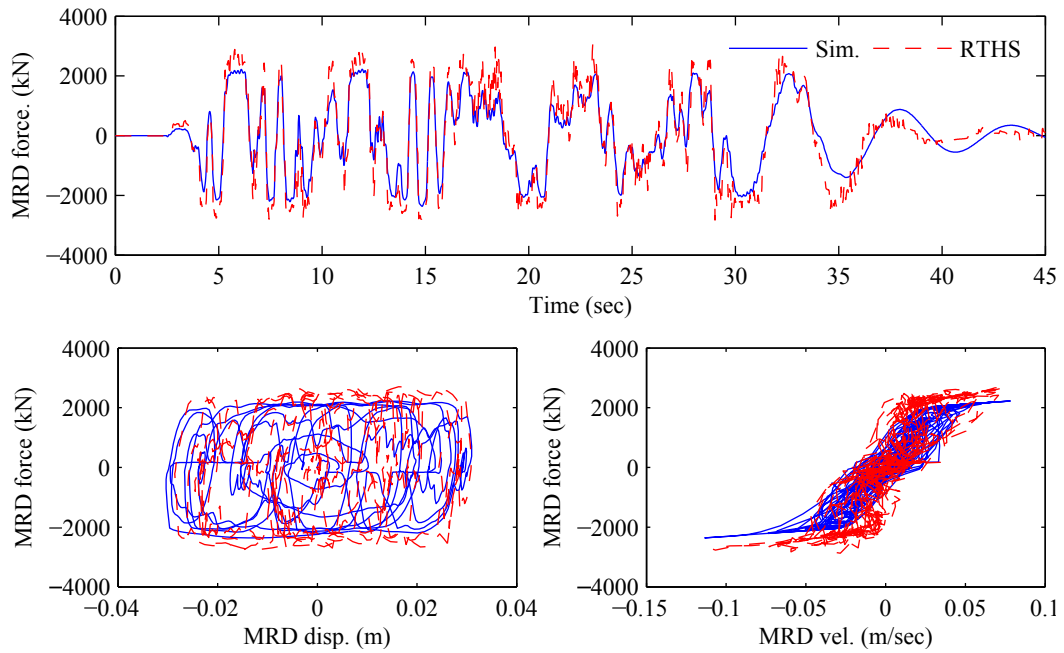 4000
2000
0
−2000
−4000
MRD force. (kN)
Sim.
RTHS
0 5 10 15 20 25 30 35 40 45
Time (sec)
4000
2000
0
−2000
−4000
MRD force (kN)
−0.04 −0.02 0 0.02 0.04
MRD disp. (m)
4000
2000
0
−2000
−4000
MRD force (kN)
−0.15 −0.1 −0.05 0 0.05 0.1
MRD vel. (m/sec)